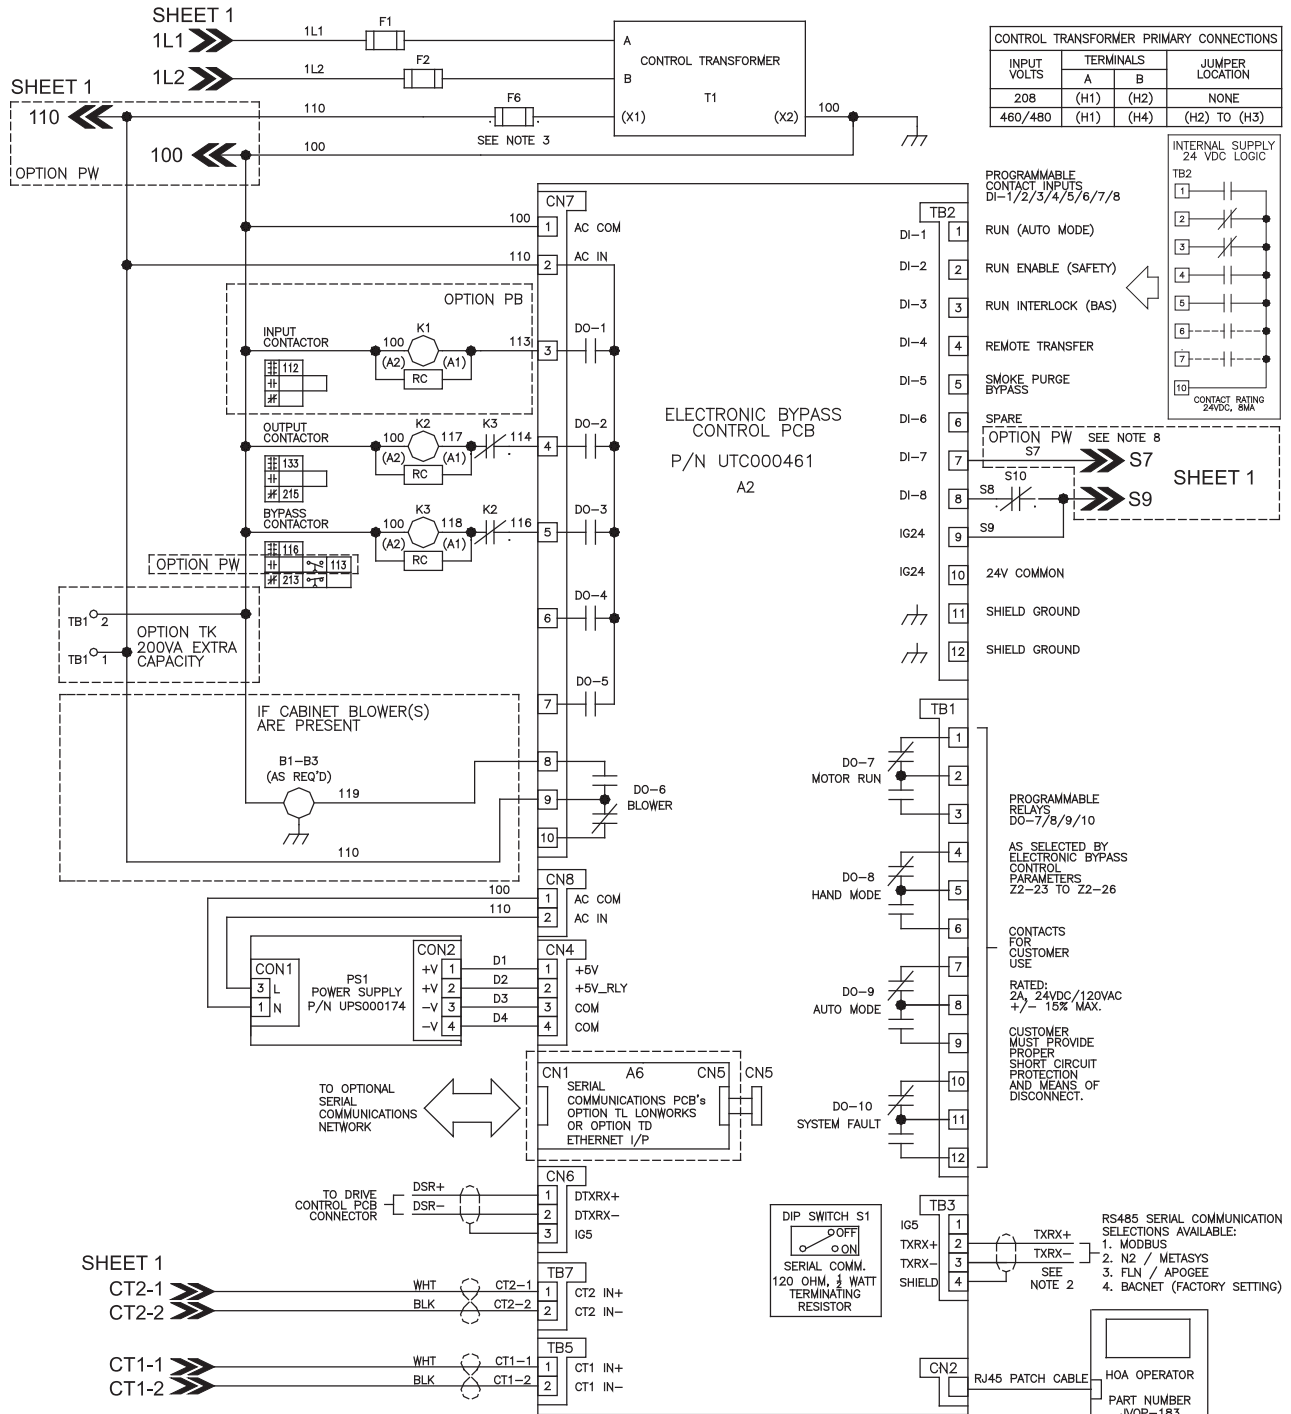 SHEET 1
1L1
1L1
F1
1L2
1L2
F2
SHEET 1
110
110
F6
SEE NOTE 3
100
100
OPTION PW
A
B
(X1)
CONTROL TRANSFORMER
T1
(X2)
100
CONTROL TRANSFORMER PRIMARY CONNECTIONS
INPUT VOLTS
TERMINALS
A
B
JUMPER LOCATION
208 (H1) (H2) NONE
460/480 (H1) (H4) (H2) TO (H3)
INTERNAL SUPPLY
24 VDC LOGIC
TB2
1
2
3
4
5
6
7
10
CONTACT RATING
24VDC, 8MA
CN7
100
1 AC COM
110
2 AC IN
OPTION PB
INPUT
CONTACTOR
100
(A2)
K1
(A1)
RC
113
3
DO-1
112
OUTPUT
CONTACTOR
100
(A2)
K2
117
(A1)
RC
K3
114
4
DO-2
133
215
BYPASS
CONTACTOR
100
(A2)
K3
118
(A1)
RC
K2
116
5
DO-3
OPTION PW
116
113
213
6
DO-4
TB1 2
TB1 1
OPTION TK
200VA EXTRA
CAPACITY
7
DO-5
IF CABINET BLOWER(S)
ARE PRESENT
B1-B3
(AS REQ'D)
119
110
8
9
10
DO-6
BLOWER
ELECTRONIC BYPASS
CONTROL PCB
P/N UTC000461
A2
PROGRAMMABLE
CONTACT INPUTS
DI-1/2/3/4/5/6/7/8
TB2
DI-1 1 RUN (AUTO MODE)
DI-2 2 RUN ENABLE (SAFETY)
DI-3 3 RUN INTERLOCK (BAS)
DI-4 4 REMOTE TRANSFER
DI-5 5 SMOKE PURGE
BYPASS
DI-6 6 SPARE
OPTION PW SEE NOTE 8
DI-7 7 S7
S7
SHEET 1
DI-8 8 S8
S10
S9
IG24 9 S9
IG24 10 24V COMMON
11 SHIELD GROUND
12 SHIELD GROUND
TB1
1
DO-7
MOTOR RUN
2
3
4
DO-8
HAND MODE
5
6
7
DO-9
AUTO MODE
8
9
10
DO-10
SYSTEM FAULT
11
12
PROGRAMMABLE
RELAYS
DO-7/8/9/10
AS SELECTED BY
ELECTRONIC BYPASS
CONTROL
PARAMETERS
Z2-23 TO Z2-26
CONTACTS
FOR
CUSTOMER
USE
RATED:
2A, 24VDC/120VAC
+/- 15% MAX.
CUSTOMER
MUST PROVIDE
PROPER
SHORT CIRCUIT
PROTECTION
AND MEANS OF
DISCONNECT.
CN8
100
1 AC COM
110
2 AC IN
CON1
3 L
1 N
PS1
POWER SUPPLY
P/N UPS000174
CON2
+V 1
+V 2
-V 3
-V 4
D1
D2
D3
D4
CN4
1 +5V
2 +5V_RLY
3 COM
4 COM
TO OPTIONAL
SERIAL
COMMUNICATIONS
NETWORK
CN1 A6 CN5 CN5
SERIAL
COMMUNICATIONS PCB's
OPTION TL LONWORKS
OR OPTION TD
ETHERNET I/P
TO DRIVE
CONTROL PCB
CONNECTOR
DSR+
DSR-
CN6
1 DTXRX+
2 DTXRX-
3 IG5
SHEET 1
CT2-1
CT2-2
WHT CT2-1
BLK CT2-2
TB7
1 CT2 IN+
2 CT2 IN-
CT1-1
CT1-2
WHT CT1-1
BLK CT1-2
TB5
1 CT1 IN+
2 CT1 IN-
DIP SWITCH S1
OFF
ON
SERIAL COMM.
120 OHM, 1/2 WATT
TERMINATING
RESISTOR
TB3
IG5 1
TXRX+ 2
TXRX- 3
SHIELD 4
TXRX+
TXRX-
SEE
NOTE 2
RS485 SERIAL COMMUNICATION
SELECTIONS AVAILABLE:
1. MODBUS
2. N2 / METASYS
3. FLN / APOGEE
4. BACNET (FACTORY SETTING)
CN2
RJ45 PATCH CABLE
HOA OPERATOR
PART NUMBER
JVOP-183